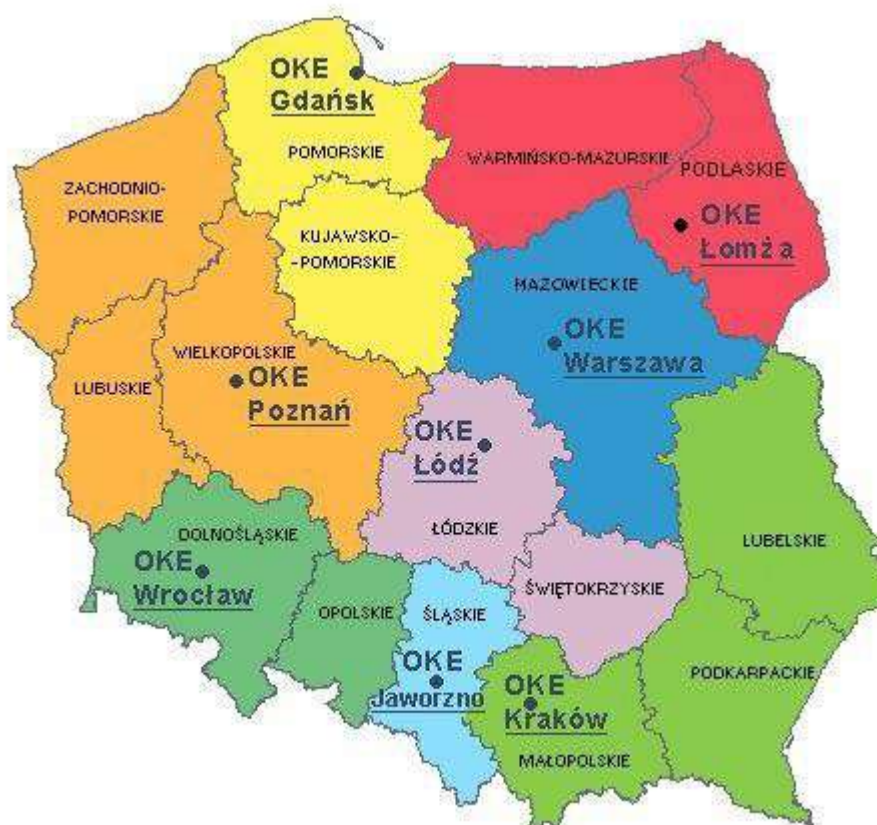 OKE
Gdańsk
POMORSKIE
WARMIŃSKO-MAZURSKIE
PODLASKIE
ZACHODNIO-
POMORSKIE
OKE
Łomża
KUJAWSKO-
-POMORSKIE
MAZOWIECKIE
OKE
Warszawa
WIELKOPOLSKIE
LUBUSKIE
OKE
Poznań
OKE
Łódź
ŁÓDZKIE
DOLNOŚLĄSKIE
OKE
Wrocław
LUBELSKIE
ŚWIĘTOKRZYSKIE
OPOLSKIE
ŚLĄSKIE
OKE
Jaworzno
OKE
Kraków
PODKARPACKIE
MAŁOPOLSKIE